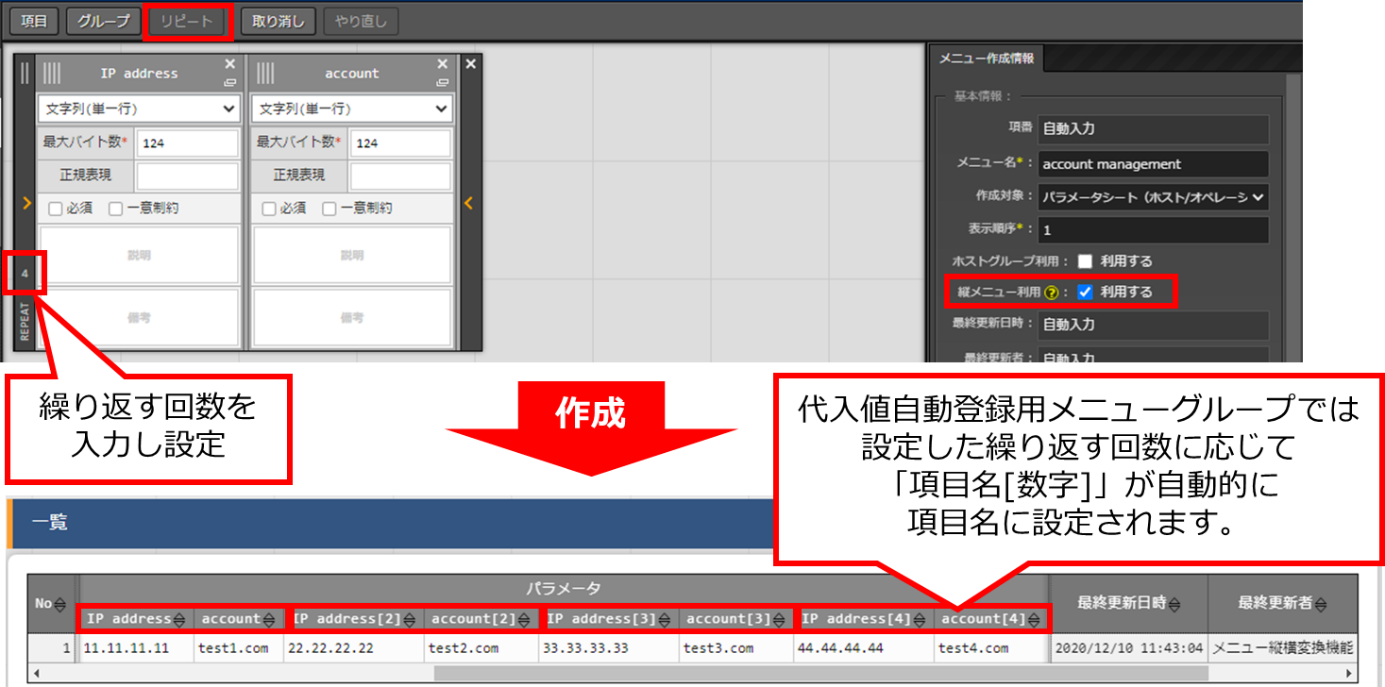 項目 グループ リピート 取り消し やり直し
IP address
account
文字列(単一行)
文字列(単一行)
最大バイト数* 124
最大バイト数* 124
正規表現
正規表現
必須 一意制約
必須 一意制約
説明
説明
備考
備考
4
REPEAT
メニュー作成情報
基本情報：
項番 自動入力
メニュー名*： account management
作成対象： パラメータシート（ホスト/オペレーシ
表示順序*： 1
ホストグループ利用： 利用する
縦メニュー利用?： 利用する
最終更新日時： 自動入力
最終更新者： 自動入力
繰り返す回数を
入力し設定
作成
代入値自動登録用メニューグループでは
設定した繰り返す回数に応じて
「項目名[数字]」が自動的に
項目名に設定されます。
一覧
No パラメータ 最終更新日時 最終更新者
IP address account IP address[2] account[2] IP address[3] account[3] IP address[4] account[4]
1 11.11.11.11 test1.com 22.22.22.22 test2.com 33.33.33.33 test3.com 44.44.44.44 test4.com 2020/12/10 11:43:04 メニュー縦横変換機能